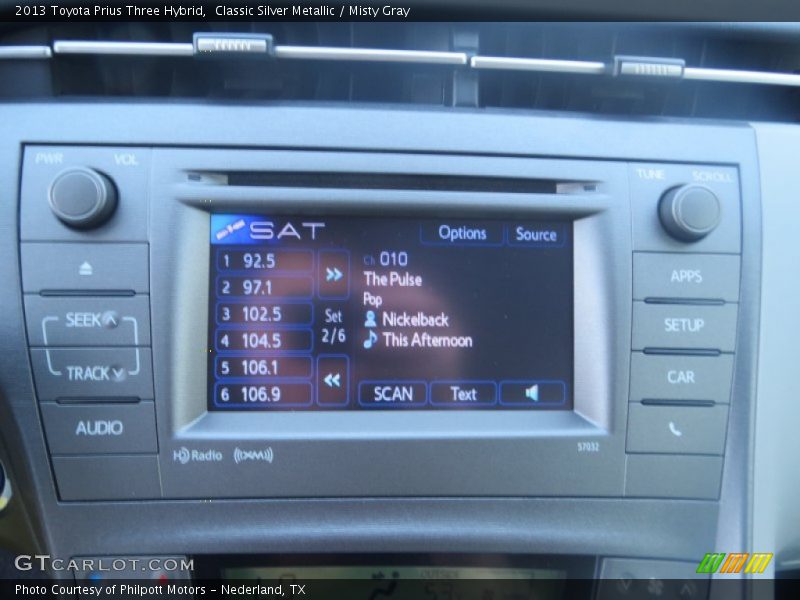 2013 Toyota Prius Three Hybrid,  Classic Silver Metallic / Misty Gray
PWR VOL
TUNE SCROLL
SAT
Options
Source
1 92.5
2 97.1
3 102.5
4 104.5
5 106.1
6 106.9
Set
2/6
Ch 010
The Pulse
Pop
Nickelback
This Afternoon
SCAN
Text
SEEK
TRACK
AUDIO
APPS
SETUP
CAR
HD Radio
((XM))
57032
OUTSIDE
GTCARLOT.COM
Photo Courtesy of Philpott Motors - Nederland, TX